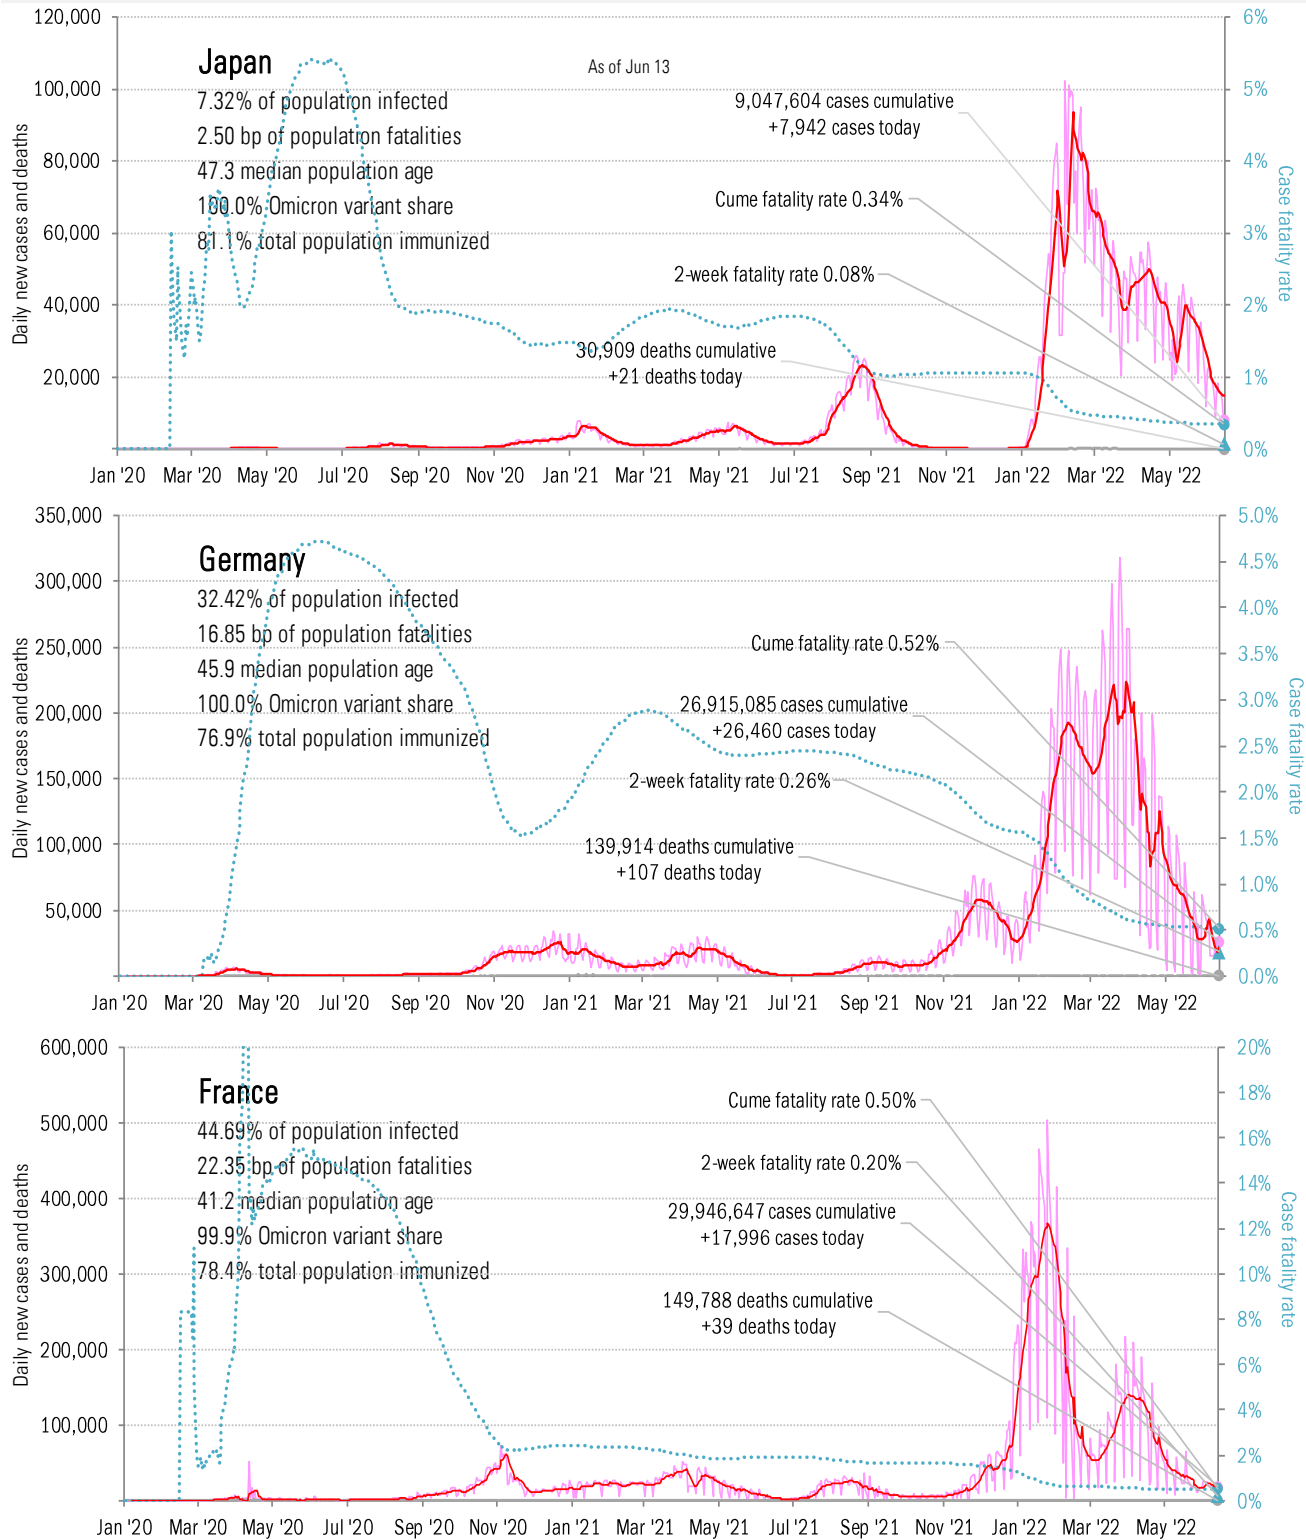 Japan
As of Jun 13
7.32% of population infected
2.50 bp of population fatalities
47.3 median population age
100.0% Omicron variant share
81.1% total population immunized
9,047,604 cases cumulative
+7,942 cases today
Cume fatality rate 0.34%
2-week fatality rate 0.08%
30,909 deaths cumulative
+21 deaths today
Daily new cases and deaths
120,000
100,000
80,000
60,000
40,000
20,000
6%
5%
4%
3%
2%
1%
0%
Case fatality rate
Jan '20 Mar '20 May '20 Jul '20 Sep '20 Nov '20 Jan '21 Mar '21 May '21 Jul '21 Sep '21 Nov '21 Jan '22 Mar '22 May '22
Germany
32.42% of population infected
16.85 bp of population fatalities
45.9 median population age
100.0% Omicron variant share
76.9% total population immunized
Cume fatality rate 0.52%
26,915,085 cases cumulative
+26,460 cases today
2-week fatality rate 0.26%
139,914 deaths cumulative
+107 deaths today
Daily new cases and deaths
350,000
300,000
250,000
200,000
150,000
100,000
50,000
5.0%
4.5%
4.0%
3.5%
3.0%
2.5%
2.0%
1.5%
1.0%
0.5%
0.0%
Case fatality rate
Jan '20 Mar '20 May '20 Jul '20 Sep '20 Nov '20 Jan '21 Mar '21 May '21 Jul '21 Sep '21 Nov '21 Jan '22 Mar '22 May '22
France
44.69% of population infected
22.35 bp of population fatalities
41.2 median population age
99.9% Omicron variant share
78.4% total population immunized
Cume fatality rate 0.50%
2-week fatality rate 0.20%
29,946,647 cases cumulative
+17,996 cases today
149,788 deaths cumulative
+39 deaths today
Daily new cases and deaths
600,000
500,000
400,000
300,000
200,000
100,000
20%
18%
16%
14%
12%
10%
8%
6%
4%
2%
0%
Case fatality rate
Jan '20 Mar '20 May '20 Jul '20 Sep '20 Nov '20 Jan '21 Mar '21 May '21 Jul '21 Sep '21 Nov '21 Jan '22 Mar '22 May '22